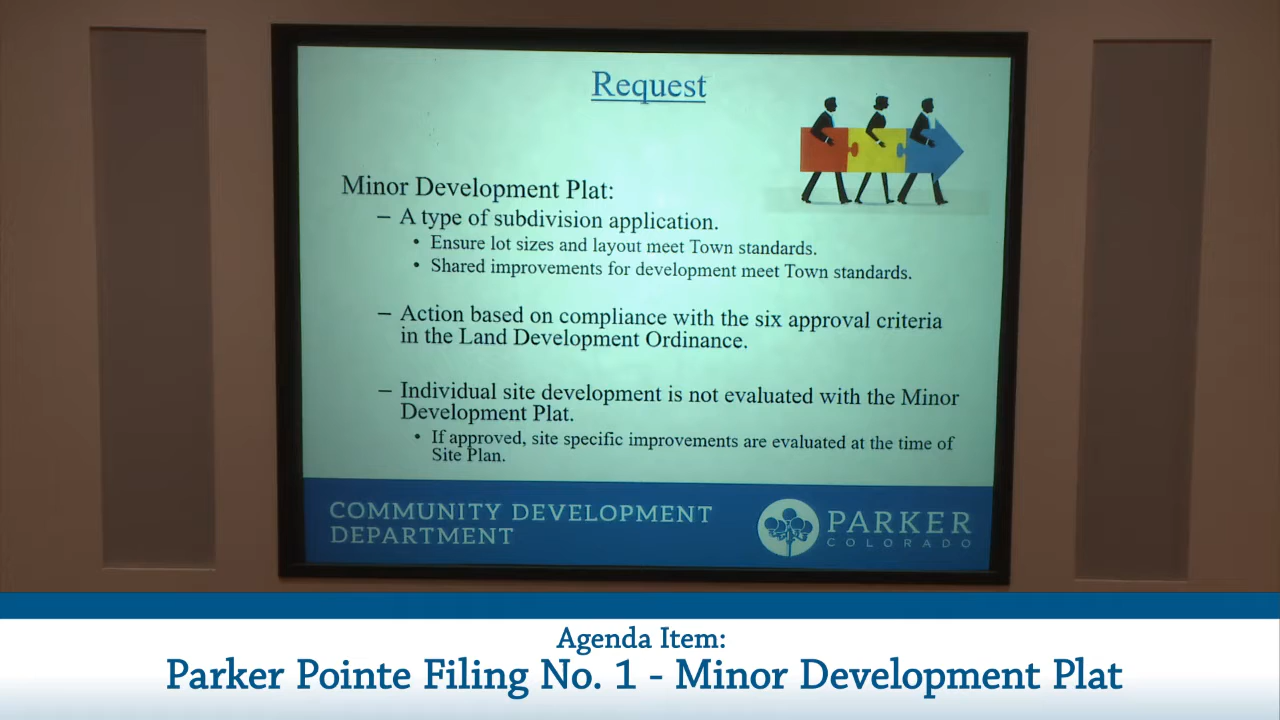 Request
Minor Development Plat:
– A type of subdivision application.
• Ensure lot sizes and layout meet Town standards.
• Shared improvements for development meet Town standards.
– Action based on compliance with the six approval criteria
in the Land Development Ordinance.
– Individual site development is not evaluated with the Minor
Development Plat.
• If approved, site specific improvements are evaluated at the time of
Site Plan.
COMMUNITY DEVELOPMENT
DEPARTMENT
PARKER
COLORADO
Agenda Item:
Parker Pointe Filing No. 1 - Minor Development Plat